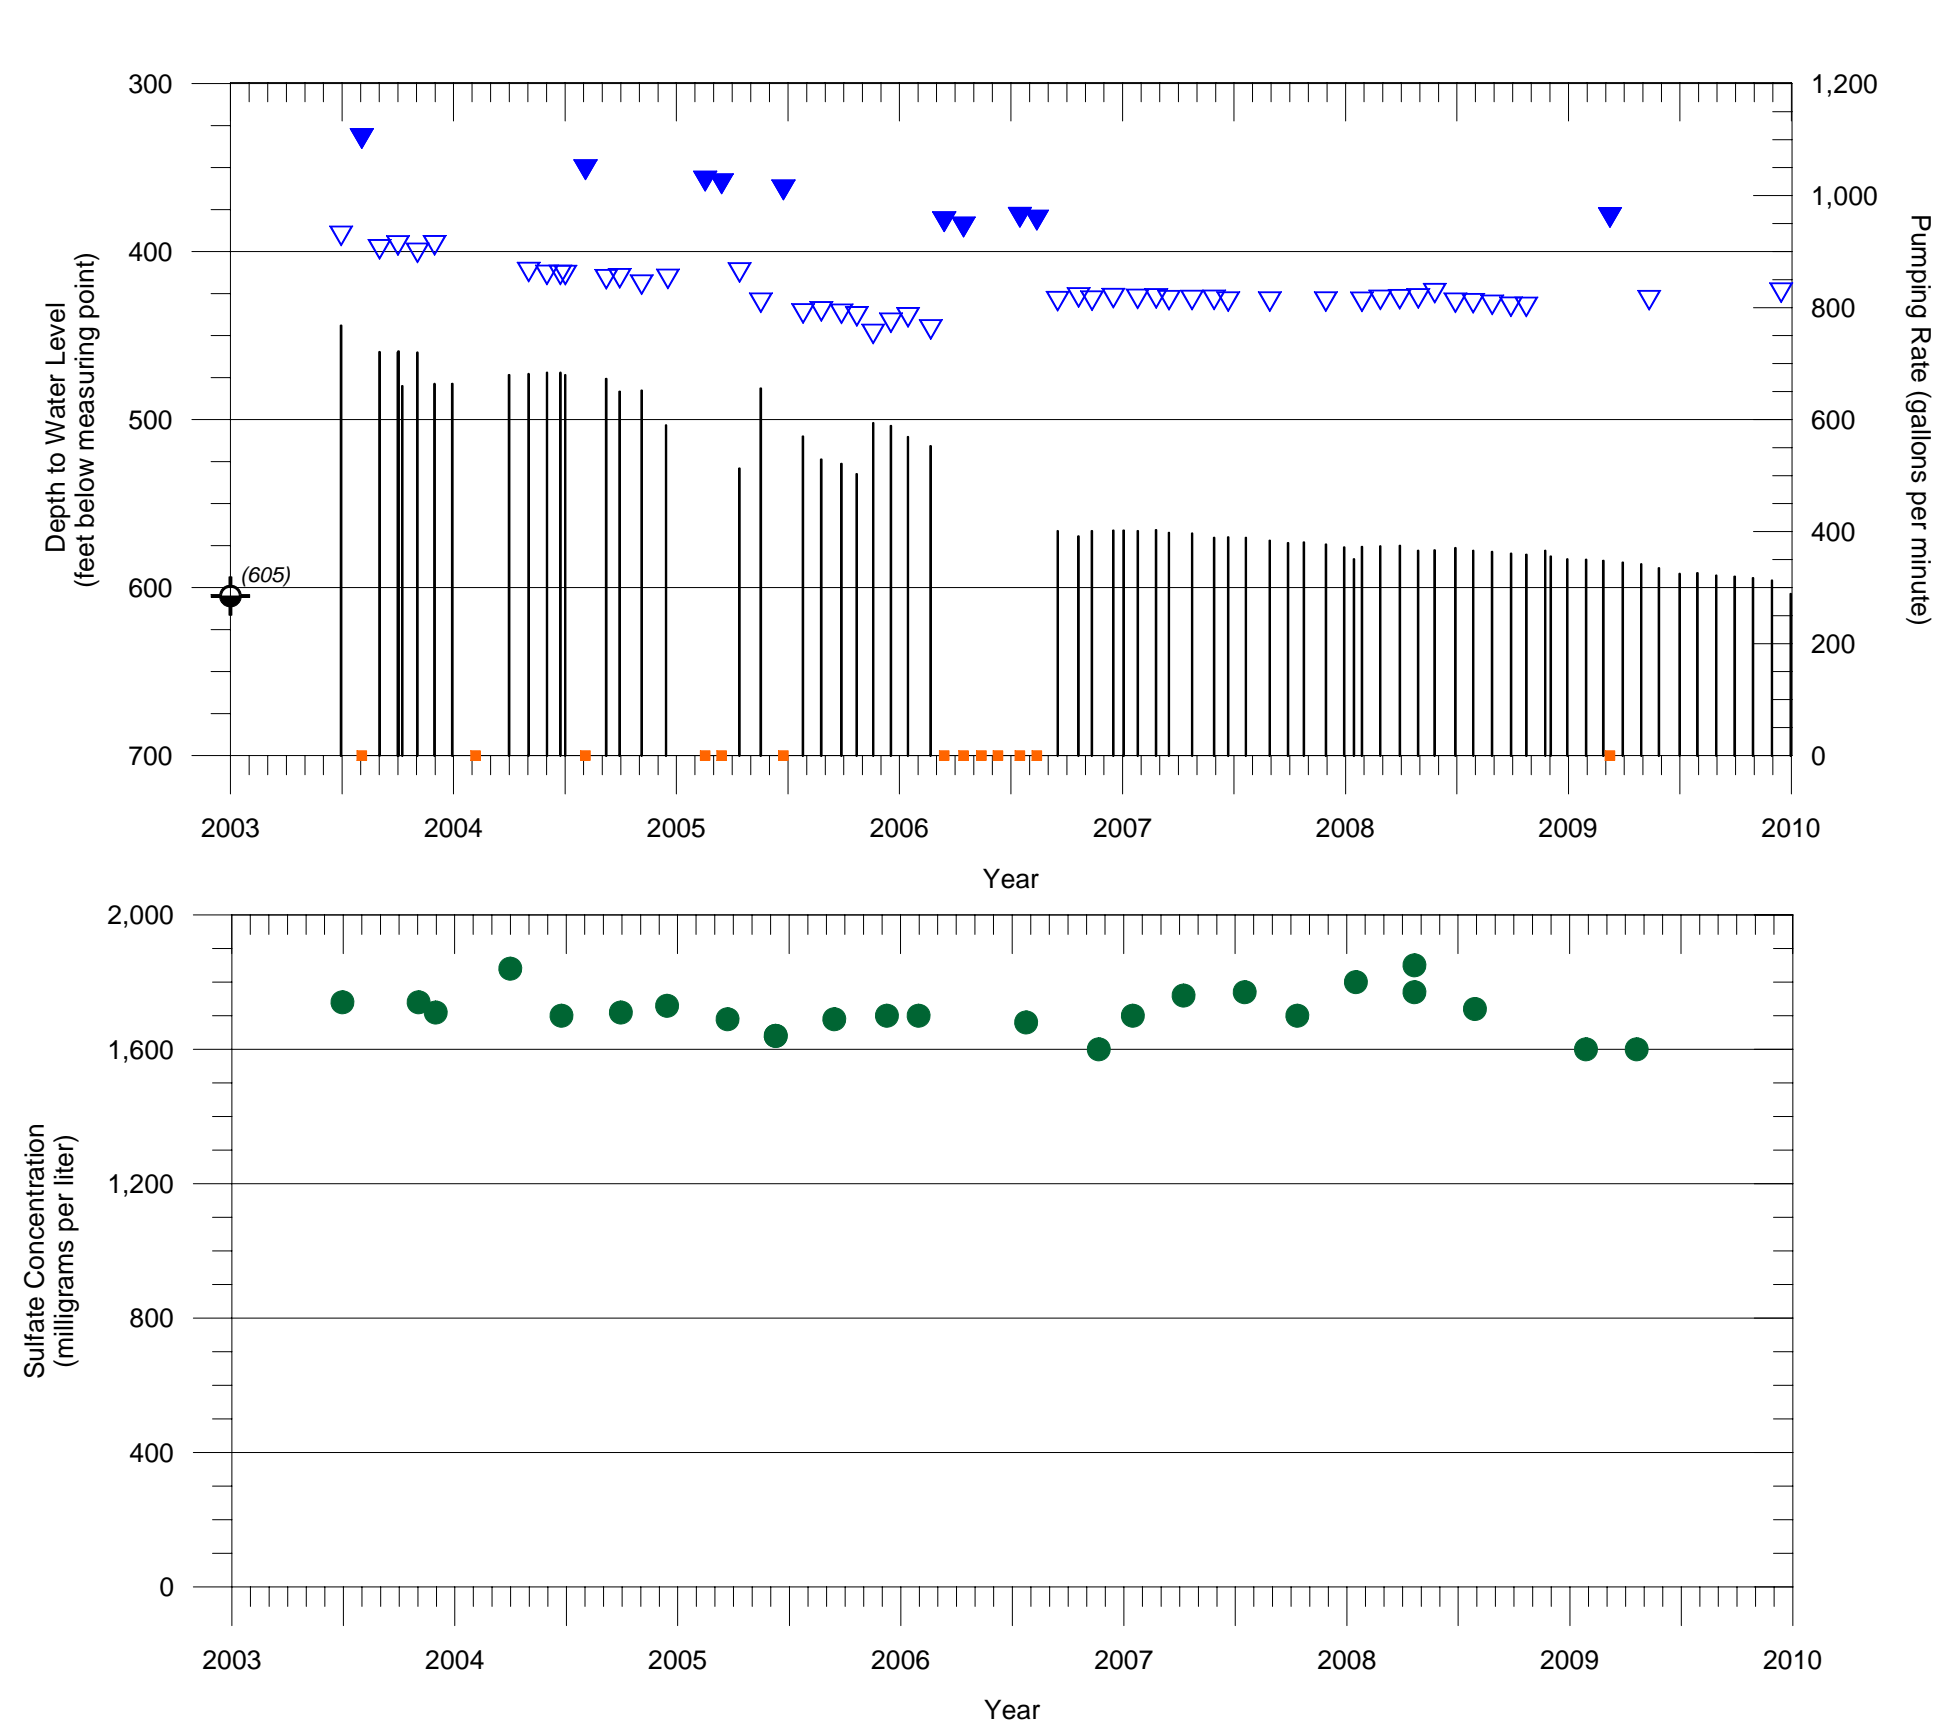 300
400
500
600
700
Depth to Water Level
(feet below measuring point)
(605)
1,200
1,000
800
600
400
200
0
Pumping Rate (gallons per minute)
2003 2004 2005 2006 2007 2008 2009 2010
Year
2,000
1,600
1,200
800
400
0
Sulfate Concentration
(milligrams per liter)
2003 2004 2005 2006 2007 2008 2009 2010
Year